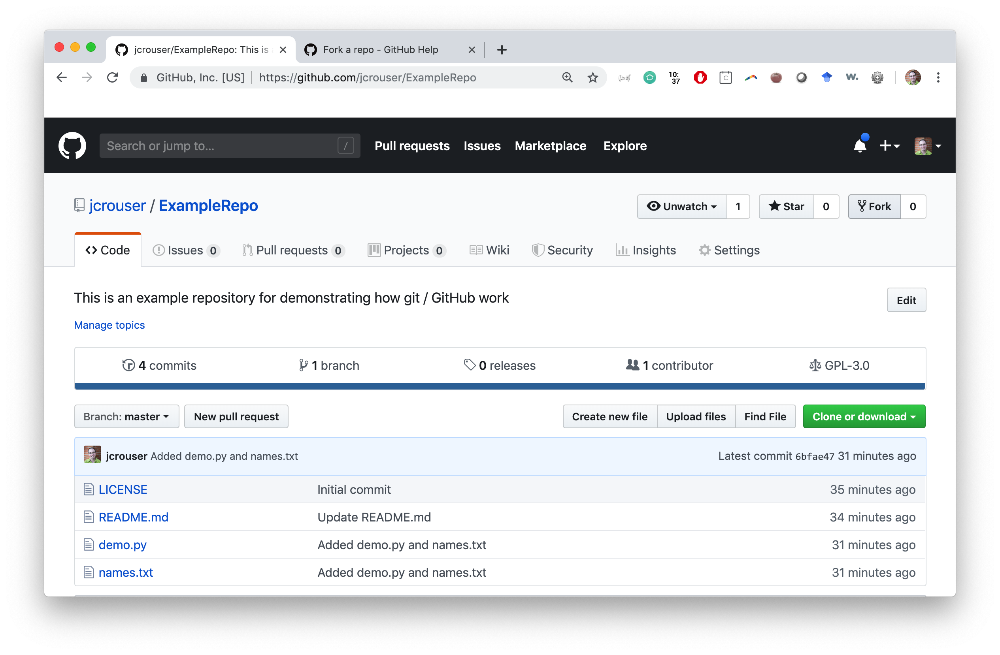 jcrouser/ExampleRepo: This is Fork a repo - GitHub Help
GitHub, Inc. [US] https://github.com/jcrouser/ExampleRepo 10: 37 C w.
Search or jump to... / Pull requests Issues Marketplace Explore
jcrouser / ExampleRepo Unwatch 1 Star 0 Fork 0
Code Issues 0 Pull requests 0 Projects 0 Wiki Security Insights Settings
This is an example repository for demonstrating how git / GitHub work Edit
Manage topics
4 commits 1 branch 0 releases 1 contributor GPL-3.0
Branch: master New pull request Create new file Upload files Find File Clone or download
jcrouser Added demo.py and names.txt Latest commit 6bfae47 31 minutes ago
LICENSE Initial commit 35 minutes ago
README.md Update README.md 34 minutes ago
demo.py Added demo.py and names.txt 31 minutes ago
names.txt Added demo.py and names.txt 31 minutes ago